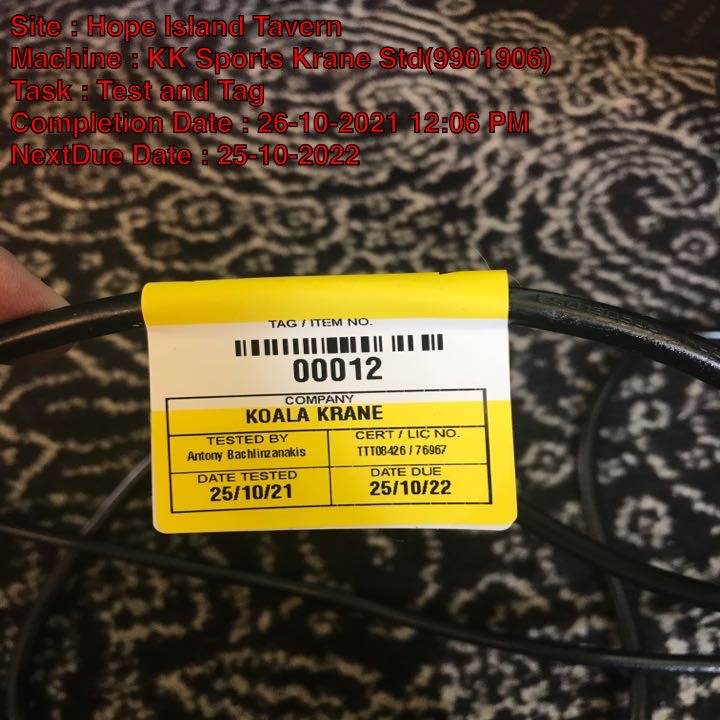 Site : Hope Island Tavern
Machine : KK Sports Krane Std(9901906)
Task : Test and Tag
Completion Date : 26-10-2021 12:06 PM
NextDue Date : 25-10-2022
TAG / ITEM NO.
00012
COMPANY
KOALA KRANE
TESTED BY
Antony Bachlinzanakis
CERT / LIC NO.
TTT08426 / 76967
DATE TESTED
25/10/21
DATE DUE
25/10/22